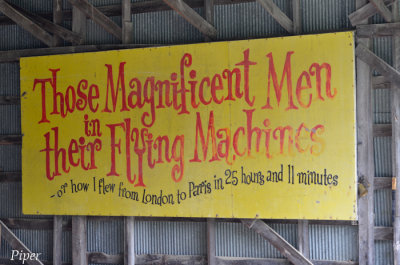 Those Magnificent Men
in
their Flying Machines
- or how I flew from London to Paris in 25 hours and 11 minutes
Piper